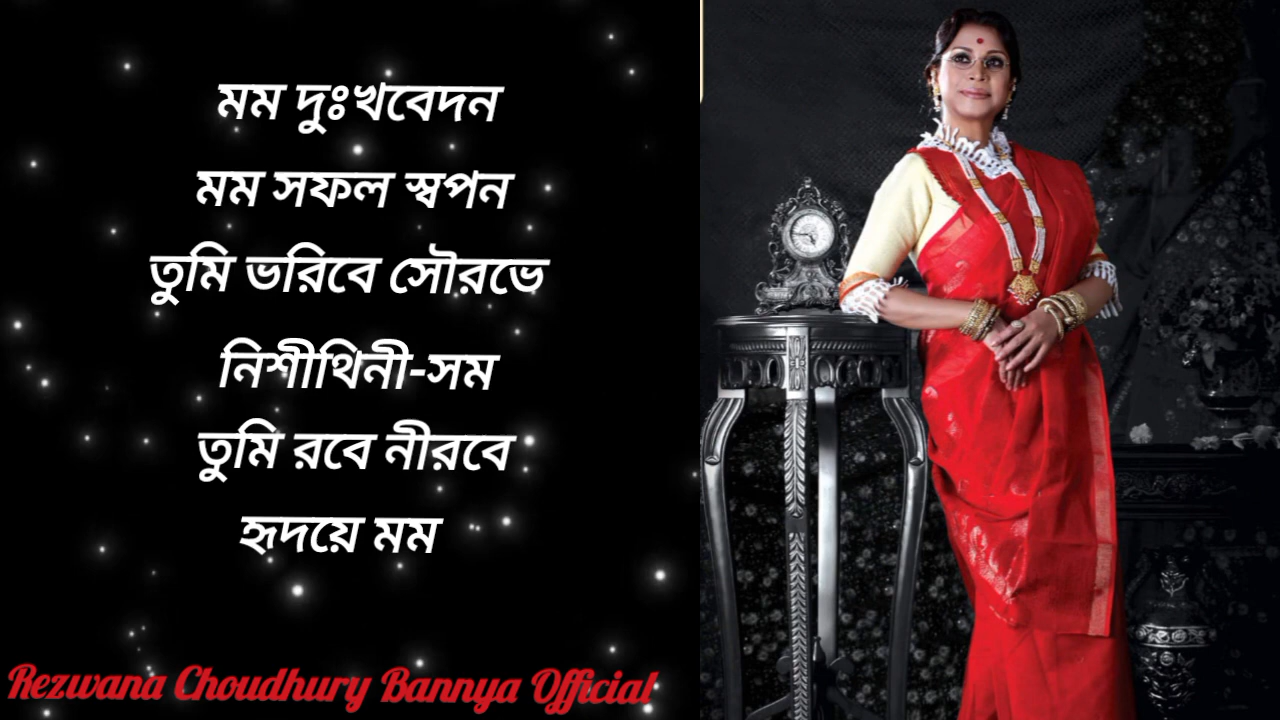 মম দুঃখবেদন
মম সফল স্বপন
তুমি ভরিবে সৌরভে
নিশীথিনী-সম
তুমি রবে নীরবে
হৃদয়ে মম
Rezwana Choudhury Bannya Official